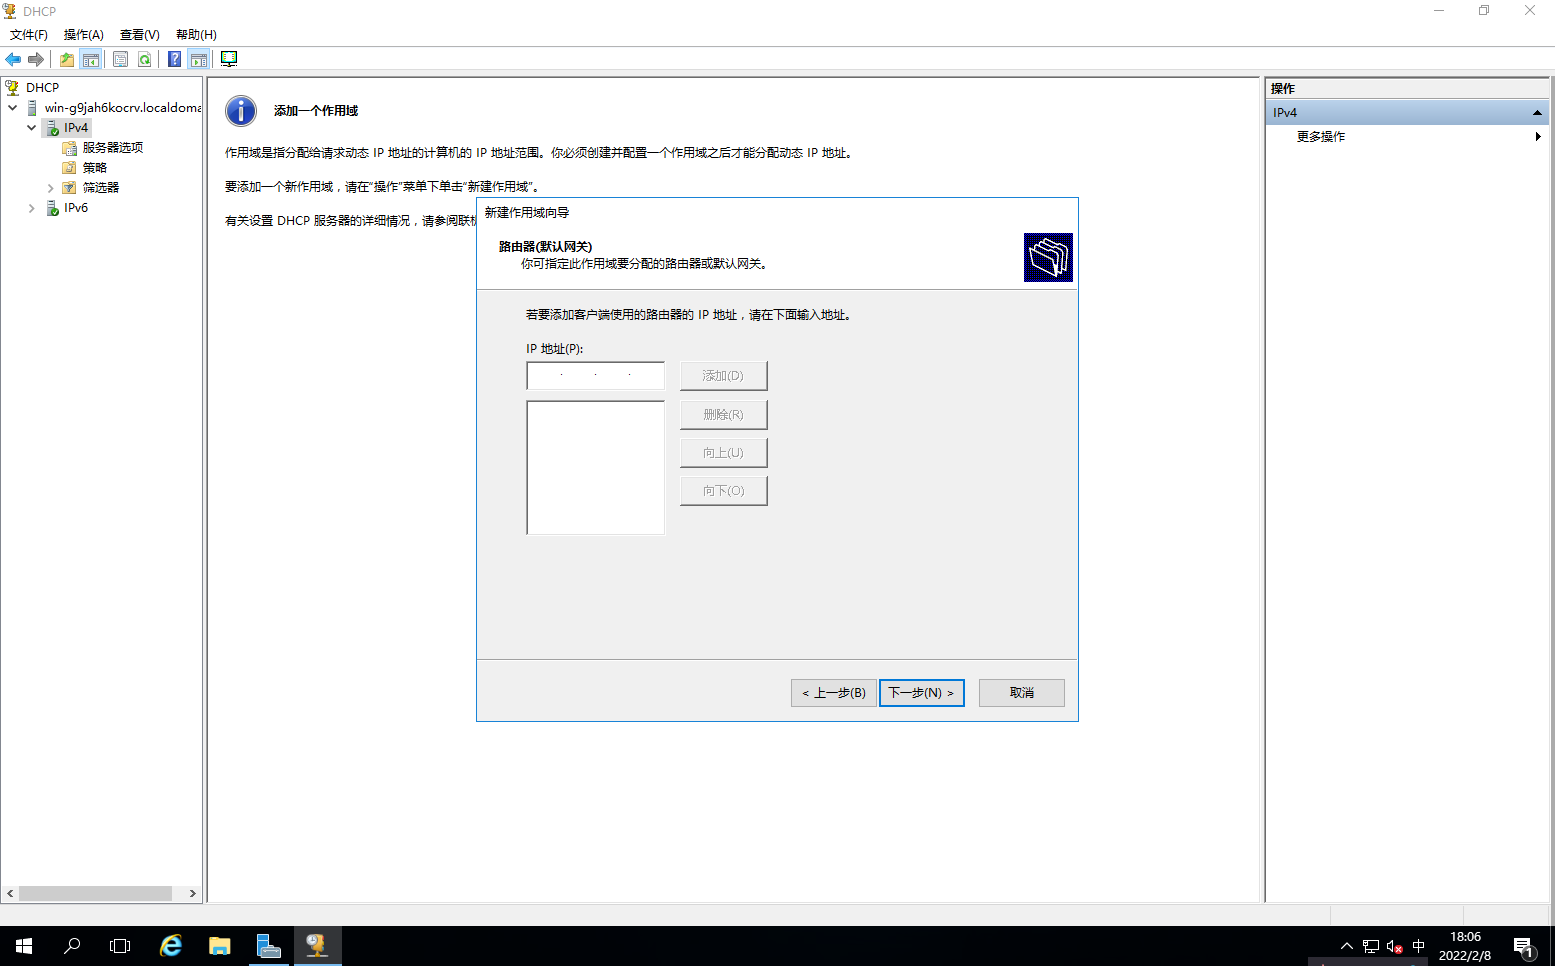 DHCP
文件(F) 操作(A) 查看(V) 帮助(H)
DHCP
win-g9jah6kocrv.localdoma
IPv4
服务器选项
策略
筛选器
IPv6
添加一个作用域
作用域是指分配给请求动态 IP 地址的计算机的 IP 地址范围。你必须创建并配置一个作用域之后才能分配动态 IP 地址。
要添加一个新作用域，请在“操作”菜单下单击“新建作用域”。
有关设置 DHCP 服务器的详细情况，请参阅联机
新建作用域向导
路由器(默认网关)
你可指定此作用域要分配的路由器或默认网关。
若要添加客户端使用的路由器的 IP 地址，请在下面输入地址。
IP 地址(P):
. . . 添加(D)
删除(R)
向上(U)
向下(O)
< 上一步(B) 下一步(N) > 取消
操作
IPv4
更多操作
中
18:06
2022/2/8
1